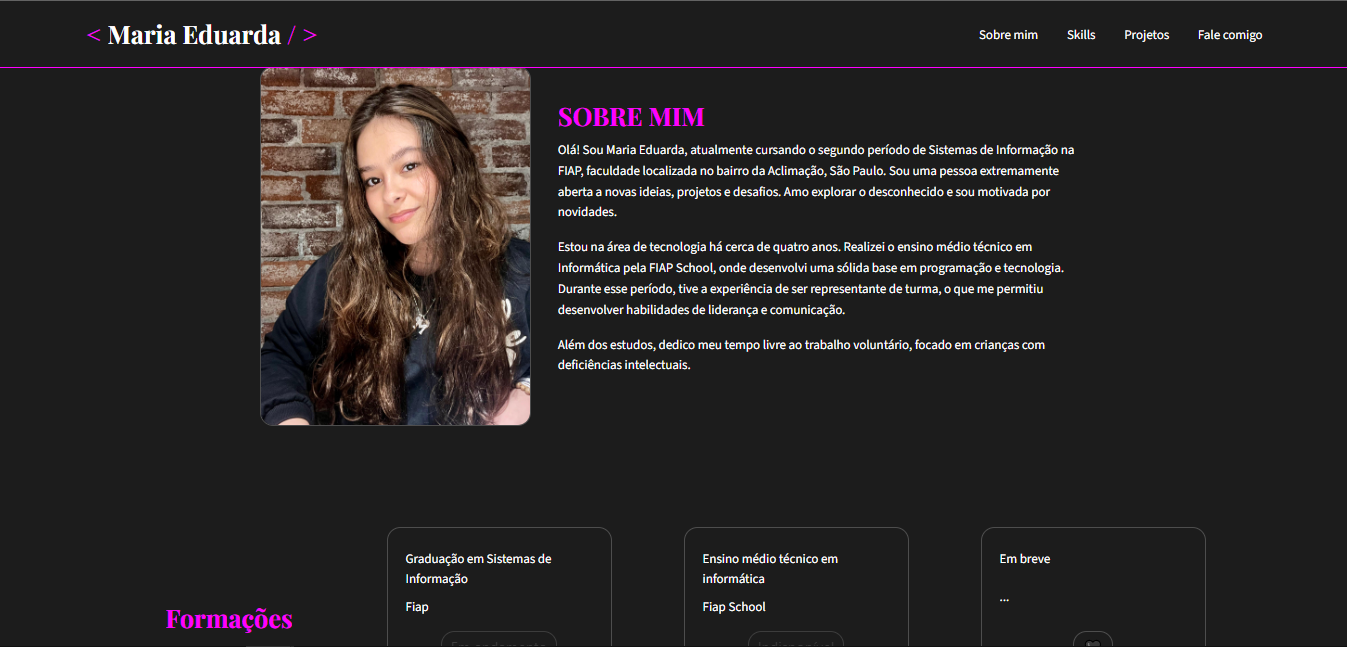 < Maria Eduarda / >
Sobre mim
Skills
Projetos
Fale comigo
SOBRE MIM
Olá! Sou Maria Eduarda, atualmente cursando o segundo período de Sistemas de Informação na
FIAP, faculdade localizada no bairro da Aclimação, São Paulo. Sou uma pessoa extremamente
aberta a novas ideias, projetos e desafios. Amo explorar o desconhecido e sou motivada por
novidades.
Estou na área de tecnologia há cerca de quatro anos. Realizei o ensino médio técnico em
Informática pela FIAP School, onde desenvolvi uma sólida base em programação e tecnologia.
Durante esse período, tive a experiência de ser representante de turma, o que me permitiu
desenvolver habilidades de liderança e comunicação.
Além dos estudos, dedico meu tempo livre ao trabalho voluntário, focado em crianças com
deficiências intelectuais.
Formações
Graduação em Sistemas de
Informação
Fiap
Em andamento
Ensino médio técnico em
informática
Fiap School
Indisponível
Em breve
...